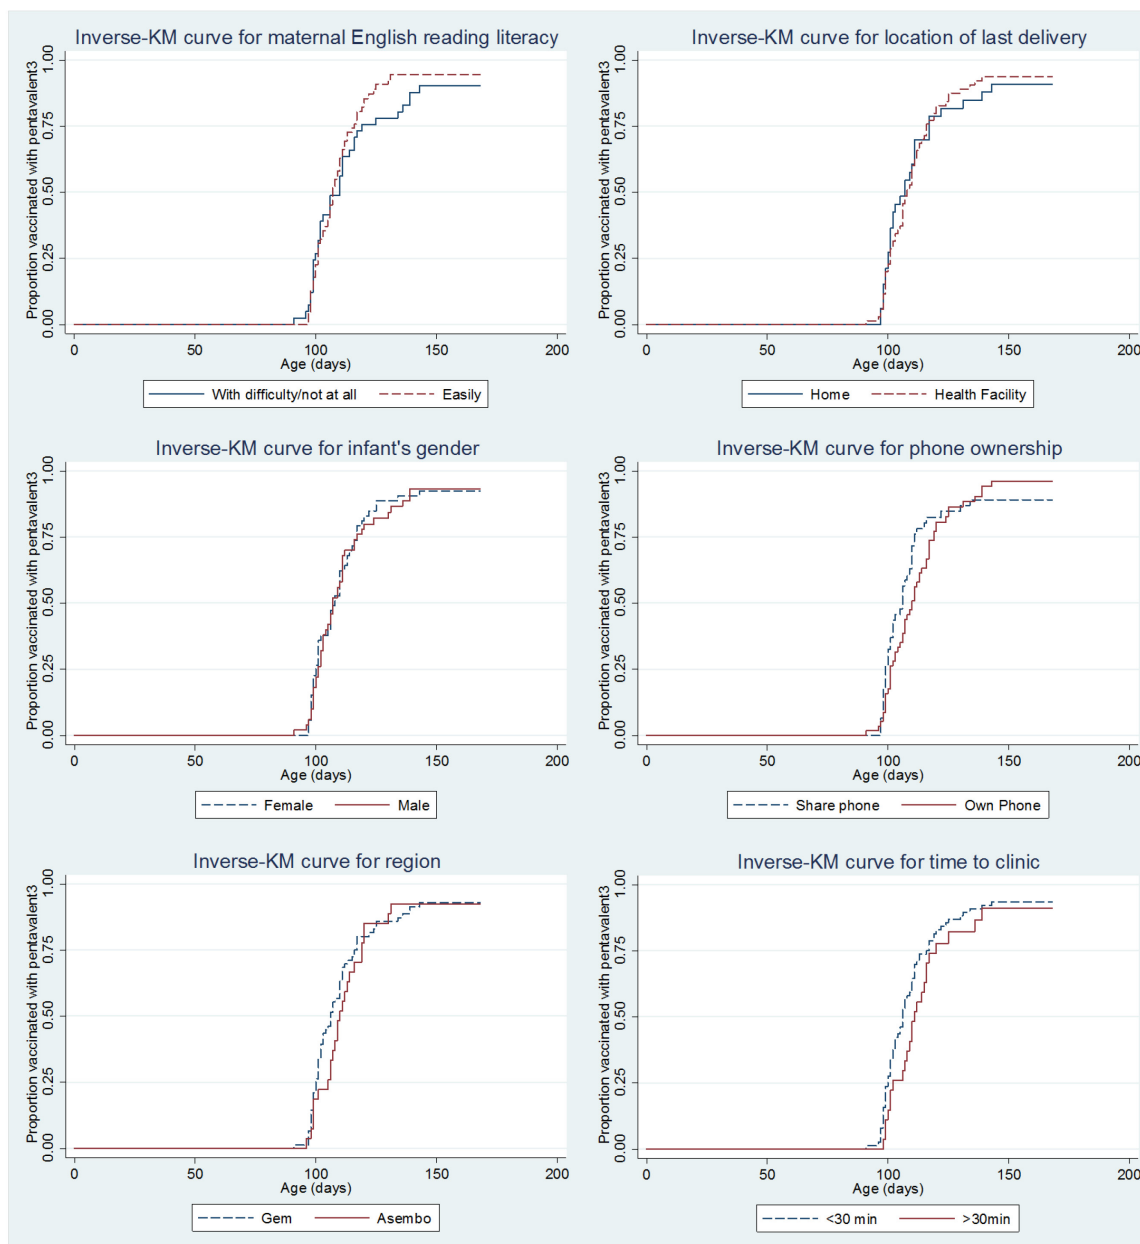 Inverse-KM curve for maternal English reading literacy
Proportion vaccinated with pentavalent3
1.00
0.75
0.50
0.25
0.00
0 50 100 150 200
Age (days)
With difficulty/not at all Easily
Inverse-KM curve for location of last delivery
Proportion vaccinated with pentavalent3
1.00
0.75
0.50
0.25
0.00
0 50 100 150 200
Age (days)
Home Health Facility
Inverse-KM curve for infant's gender
Proportion vaccinated with pentavalent3
1.00
0.75
0.50
0.25
0.00
0 50 100 150 200
Age (days)
Female Male
Inverse-KM curve for phone ownership
Proportion vaccinated with pentavalent3
1.00
0.75
0.50
0.25
0.00
0 50 100 150 200
Age (days)
Share phone Own Phone
Inverse-KM curve for region
Proportion vaccinated with pentavalent3
1.00
0.75
0.50
0.25
0.00
0 50 100 150 200
Age (days)
Gem Asembo
Inverse-KM curve for time to clinic
Proportion vaccinated with pentavalent3
1.00
0.75
0.50
0.25
0.00
0 50 100 150 200
Age (days)
<30 min >30min